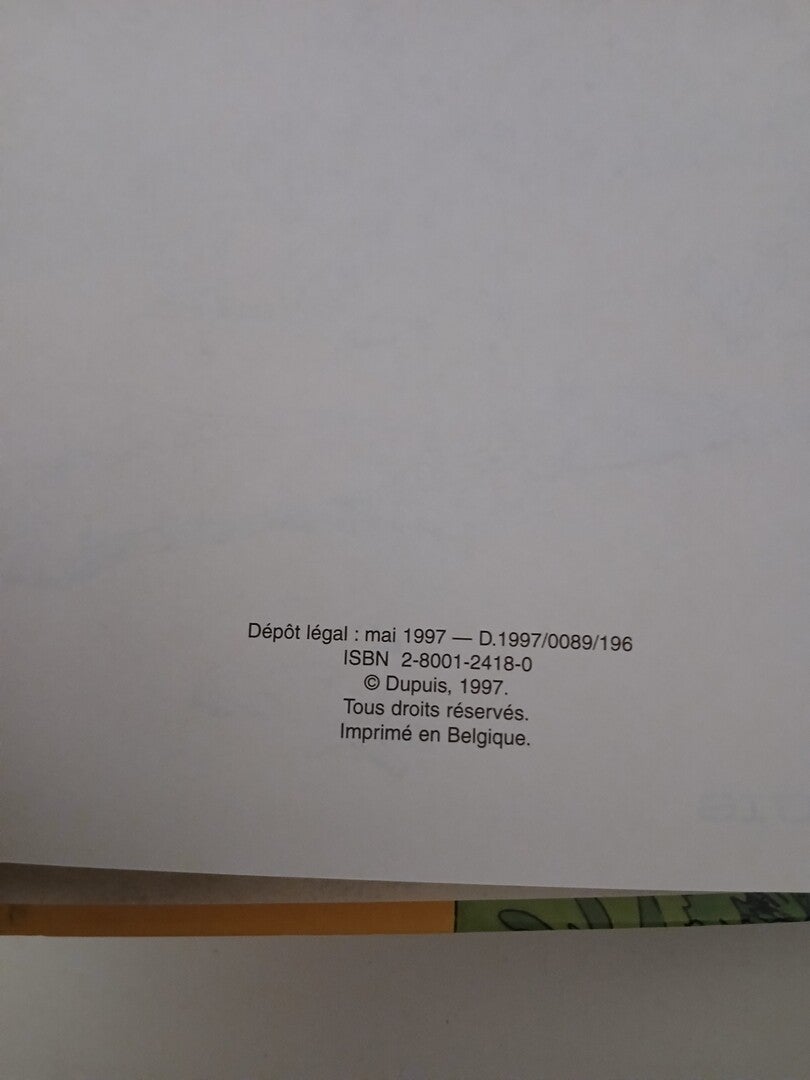 Dépôt légal : mai 1997 — D.1997/0089/196
ISBN 2-8001-2418-0
© Dupuis, 1997.
Tous droits réservés.
Imprimé en Belgique.